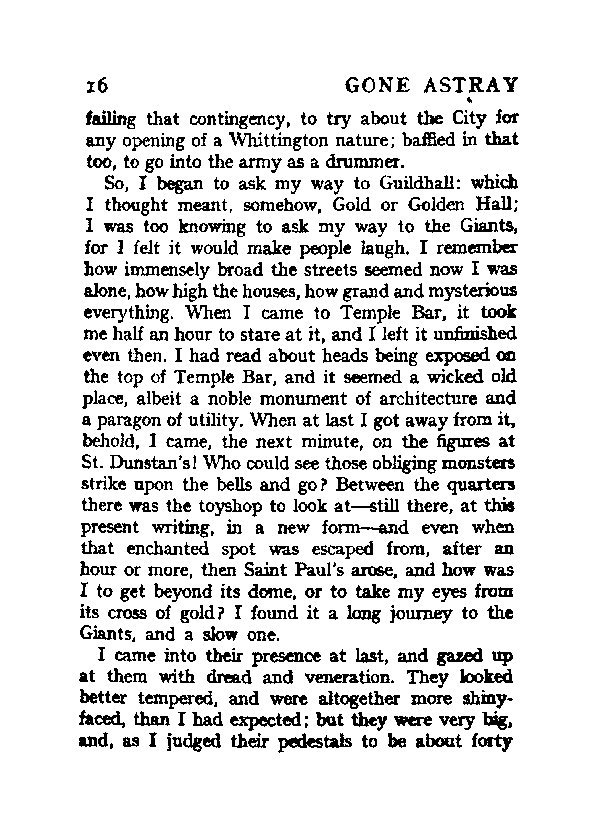 16 GONE ASTRAY
failing that contingency, to try about the City for
any opening of a Whittington nature; baffled in that
too, to go into the army as a drummer.
So, I began to ask my way to Guildhall: which
I thought meant, somehow, Gold or Golden Hall;
I was too knowing to ask my way to the Giants,
for I felt it would make people laugh. I remember
how immensely broad the streets seemed now I was
alone, how high the houses, how grand and mysterious
everything. When I came to Temple Bar, it took
me half an hour to stare at it, and I left it unfinished
even then. I had read about heads being exposed on
the top of Temple Bar, and it seemed a wicked old
place, albeit a noble monument of architecture and
a paragon of utility. When at last I got away from it,
behold, I came, the next minute, on the figures at
St. Dunstan's! Who could see those obliging monsters
strike upon the bells and go? Between the quarters
there was the toyshop to look at—still there, at this
present writing, in a new form—and even when
that enchanted spot was escaped from, after an
hour or more, then Saint Paul's arose, and how was
I to get beyond its dome, or to take my eyes from
its cross of gold? I found it a long journey to the
Giants, and a slow one.
I came into their presence at last, and gazed up
at them with dread and veneration. They looked
better tempered, and were altogether more shiny-
faced, than I had expected; but they were very big,
and, as I judged their pedestals to be about forty